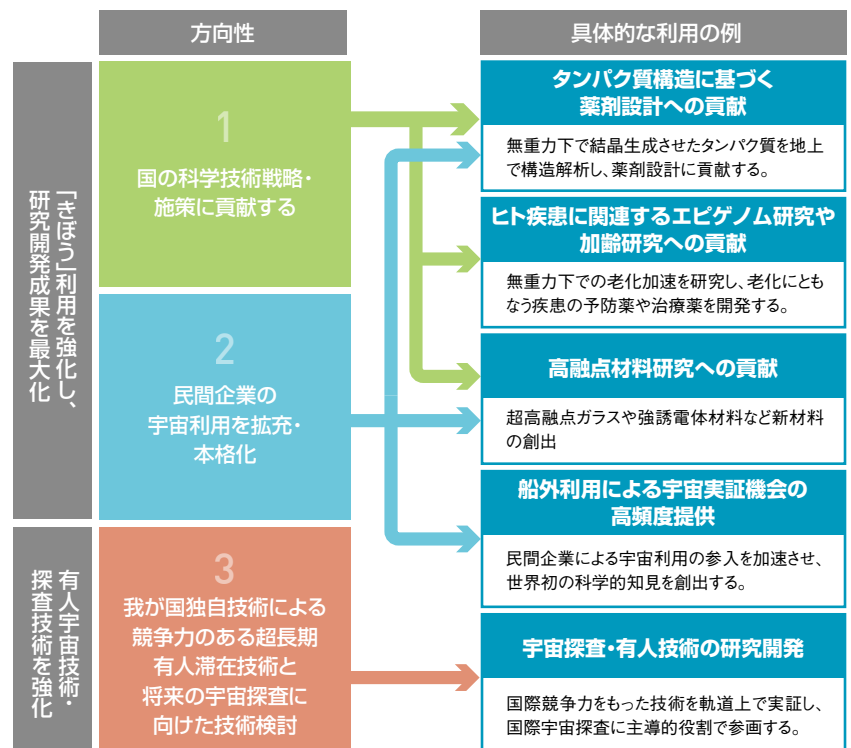 方向性
具体的な利用の例
「きぼう」利用を強化し、
研究開発成果を最大化
1
国の科学技術戦略・
施策に貢献する
2
民間企業の
宇宙利用を拡充・
本格化
有人宇宙技術・
探査技術を強化
3
我が国独自技術による
競争力のある超長期
有人滞在技術と
将来の宇宙探査に
向けた技術検討
タンパク質構造に基づく
薬剤設計への貢献
無重力下で結晶生成させたタンパク質を地上
で構造解析し、薬剤設計に貢献する。
ヒト疾患に関連するエピゲノム研究や
加齢研究への貢献
無重力下での老化加速を研究し、老化にとも
なう疾患の予防薬や治療薬を開発する。
高融点材料研究への貢献
超高融点ガラスや強誘電体材料など新材料
の創出
船外利用による宇宙実証機会の
高頻度提供
民間企業による宇宙利用の参入を加速させ、
世界初の科学的知見を創出する。
宇宙探査・有人技術の研究開発
国際競争力をもった技術を軌道上で実証し、
国際宇宙探査に主導的役割で参画する。